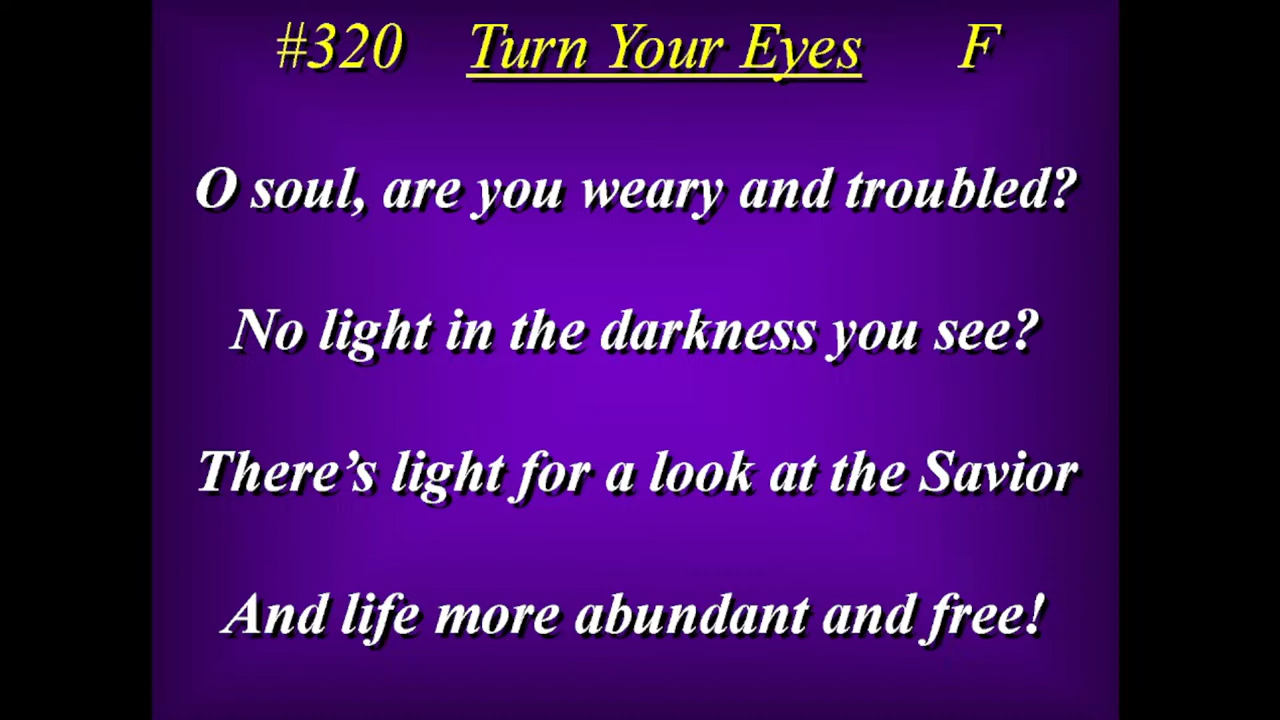 #320 Turn Your Eyes F
O soul, are you weary and troubled?
No light in the darkness you see?
There’s light for a look at the Savior
And life more abundant and free!